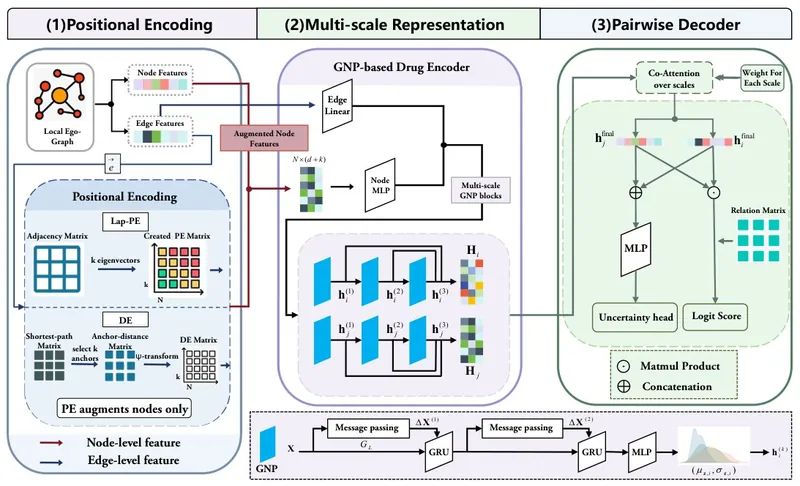 (1)Positional Encoding
(2)Multi-scale Representation
(3)Pairwise Decoder
Local Ego-
Graph
Node Features
Edge Features
e
Positional Encoding
Lap-PE
Adjacency Matrix
k eigenvectors
Created PE Matrix
k
N
DE
Shortest-path
Matrix
select k
anchors
Anchor-distance
Matrix
Ψ-transform
DE Matrix
k
N
PE augments nodes only
Node-level feature
Edge-level feature
Augmented Node
Features
GNP-based Drug Encoder
Edge
Linear
N×(d+k)
Node
MLP
Multi-scale
GNP blocks
H_i
h_i^(1)
h_i^(2)
h_i^(3)
h_j^(1)
h_j^(2)
h_j^(3)
H_j
Co-Attention
over scales
Weight For
Each Scale
h_j^final
h_i^final
Relation Matrix
MLP
Uncertainty head
Logit Score
Matmul Product
Concatenation
GNP
X
Message passing
ΔX^(1)
G_L
GRU
Message passing
ΔX^(2)
GRU
MLP
(μ_g,i, σ_g,i)
h_i^(k)